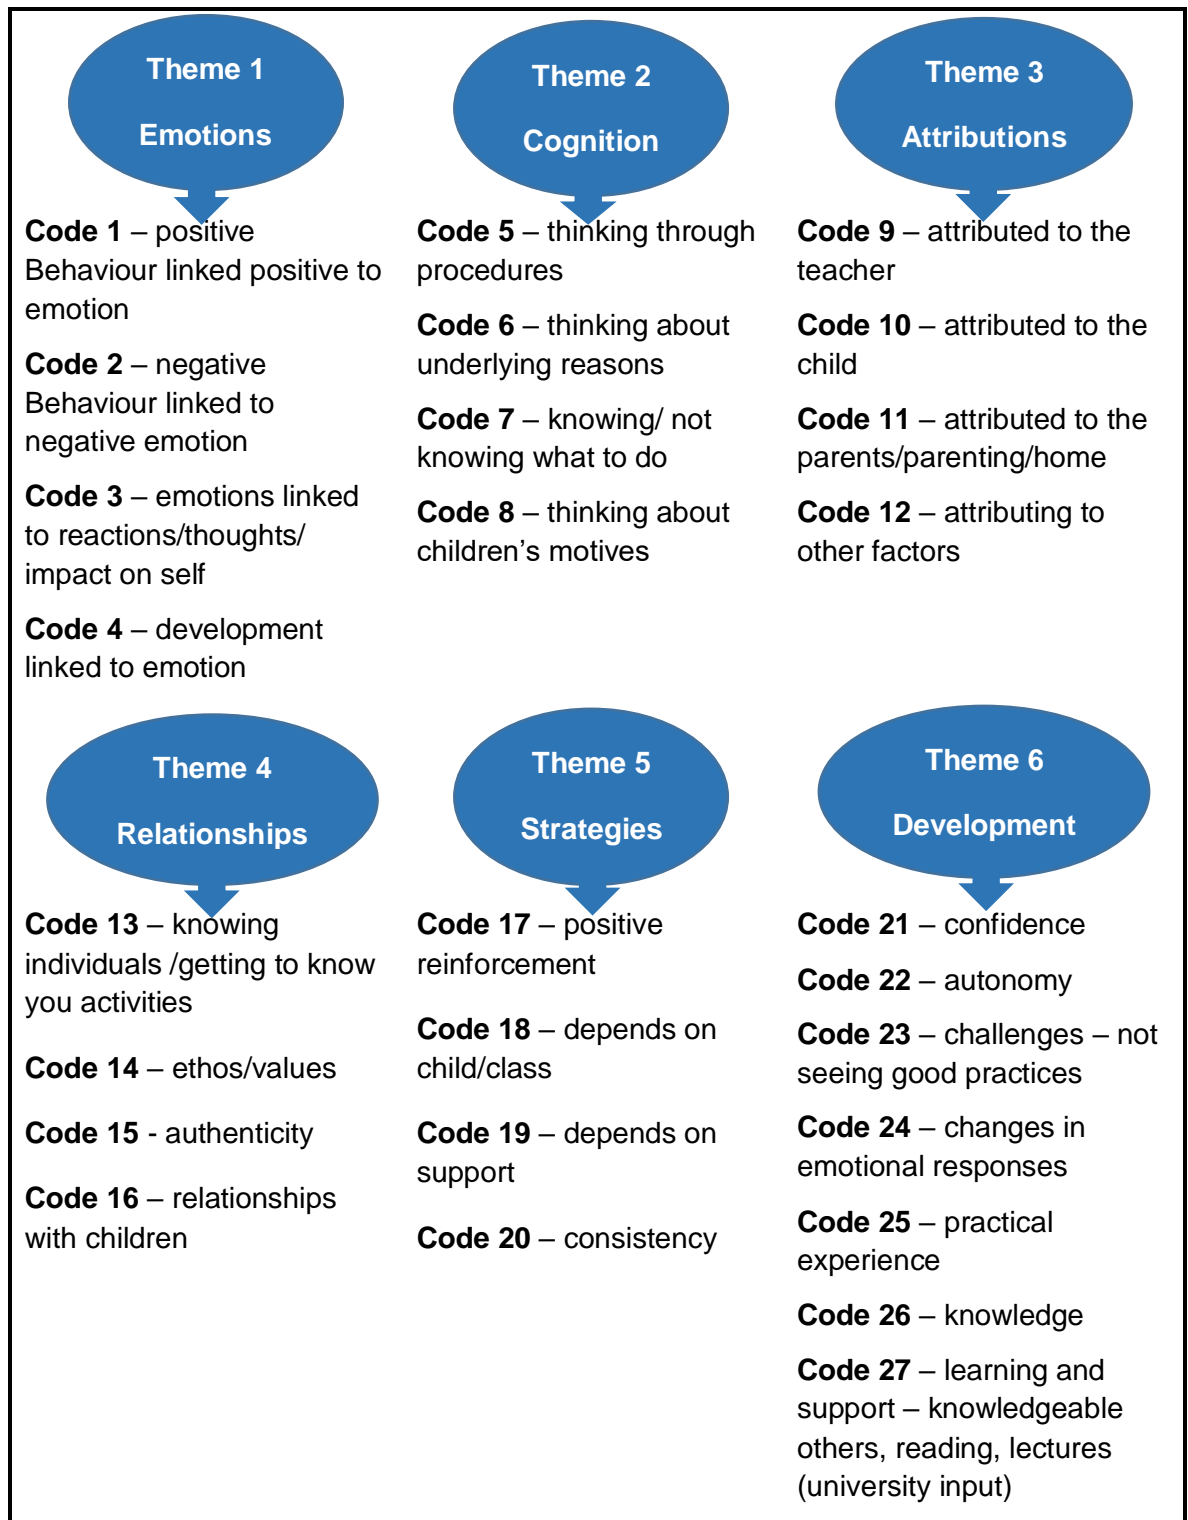 Theme 1
Emotions
Code 1 – positive
Behaviour linked positive to
emotion
Code 2 – negative
Behaviour linked to
negative emotion
Code 3 – emotions linked
to reactions/thoughts/
impact on self
Code 4 – development
linked to emotion
Theme 2
Cognition
Code 5 – thinking through
procedures
Code 6 – thinking about
underlying reasons
Code 7 – knowing/ not
knowing what to do
Code 8 – thinking about
children’s motives
Theme 3
Attributions
Code 9 – attributed to the
teacher
Code 10 – attributed to the
child
Code 11 – attributed to the
parents/parenting/home
Code 12 – attributing to
other factors
Theme 4
Relationships
Code 13 – knowing
individuals /getting to know
you activities
Code 14 – ethos/values
Code 15 - authenticity
Code 16 – relationships
with children
Theme 5
Strategies
Code 17 – positive
reinforcement
Code 18 – depends on
child/class
Code 19 – depends on
support
Code 20 – consistency
Theme 6
Development
Code 21 – confidence
Code 22 – autonomy
Code 23 – challenges – not
seeing good practices
Code 24 – changes in
emotional responses
Code 25 – practical
experience
Code 26 – knowledge
Code 27 – learning and
support – knowledgeable
others, reading, lectures
(university input)